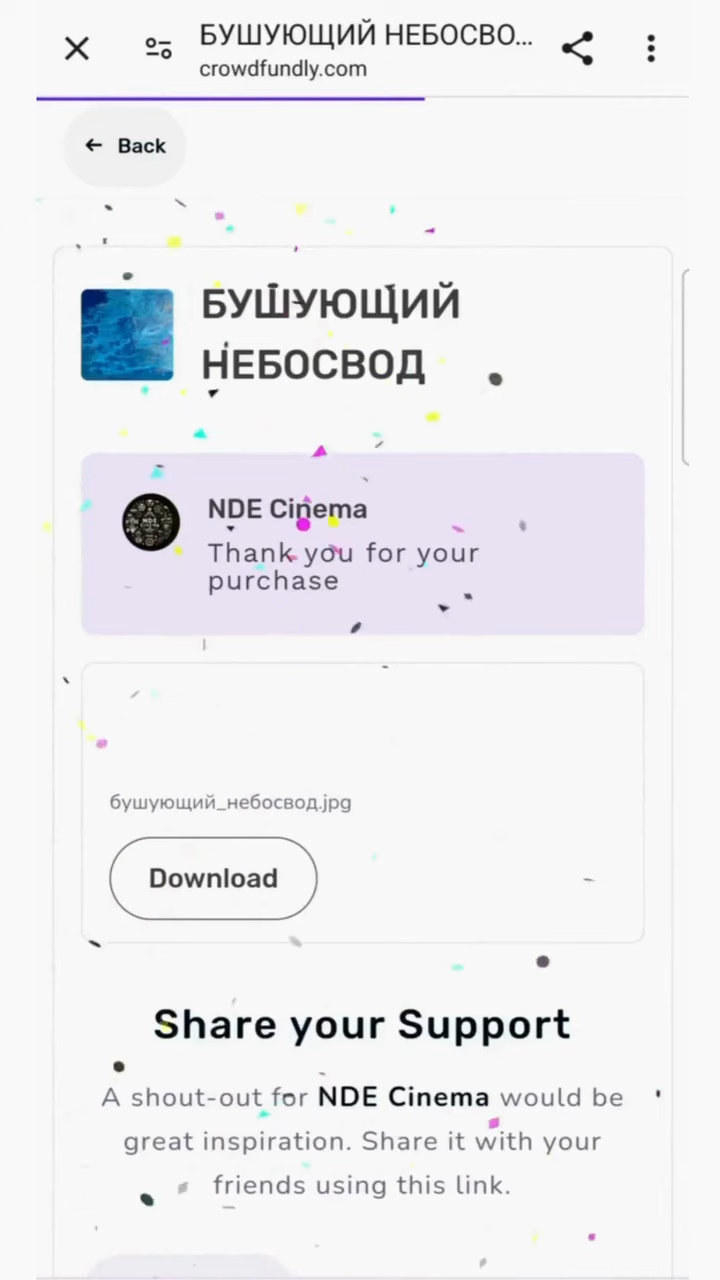 БУШУЮЩИЙ НЕБОСВО...
crowdfundly.com
Back
БУШУЮЩИЙ
НЕБОСВОД
NDE Cinema
Thank you for your
purchase
бушующий_небосвод.jpg
Download
Share your Support
A shout-out for NDE Cinema would be
great inspiration. Share it with your
friends using this link.